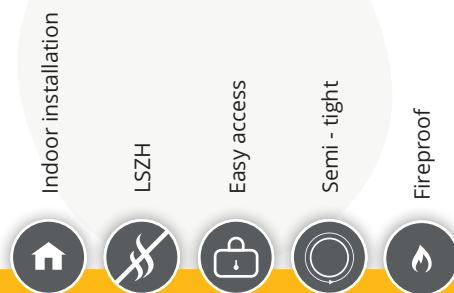 Indoor installation
LSZH
Easy access
Semi - tight
Fireproof